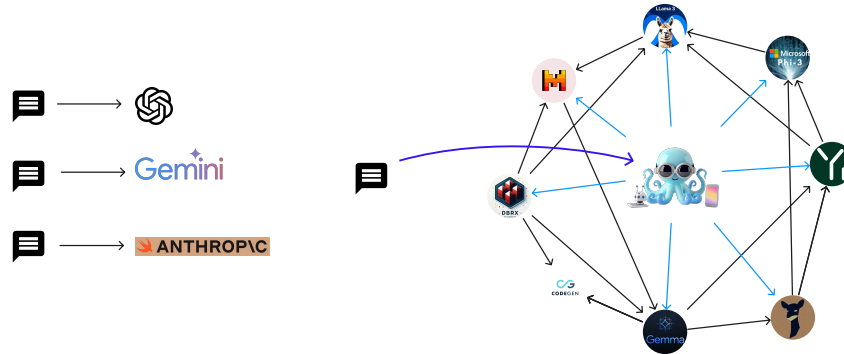 Gemini
ANTHROP\C
LLama 3
Microsoft
Phi-3
DBRX
CODEGEN
Gemma